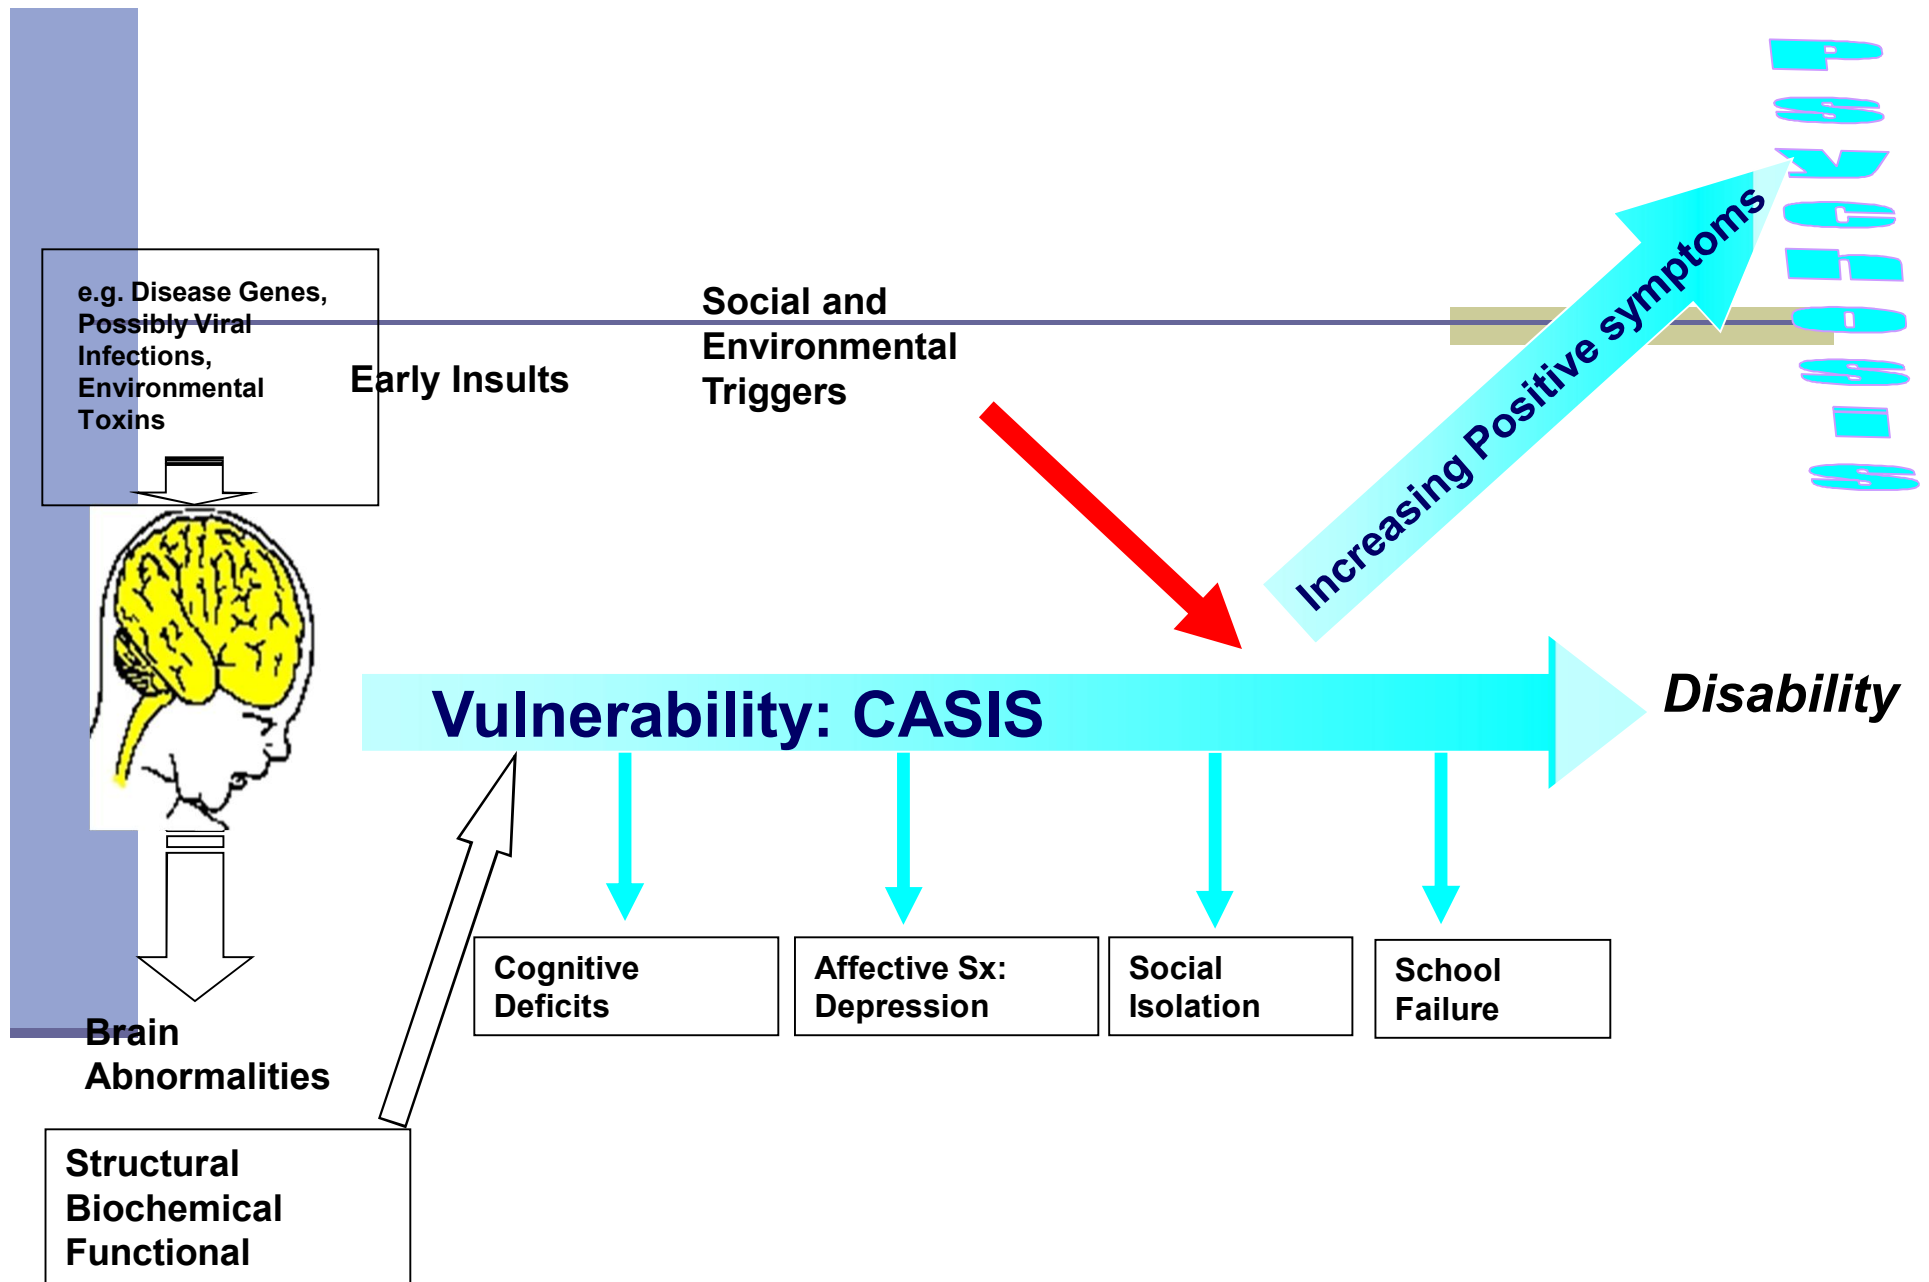 e.g. Disease Genes,
Possibly Viral
Infections,
Environmental
Toxins
Early Insults
Social and
Environmental
Triggers
Increasing Positive symptoms
PSYCHOSIS
Vulnerability: CASIS
Disability
Cognitive
Deficits
Affective Sx:
Depression
Social
Isolation
School
Failure
Brain
Abnormalities
Structural
Biochemical
Functional